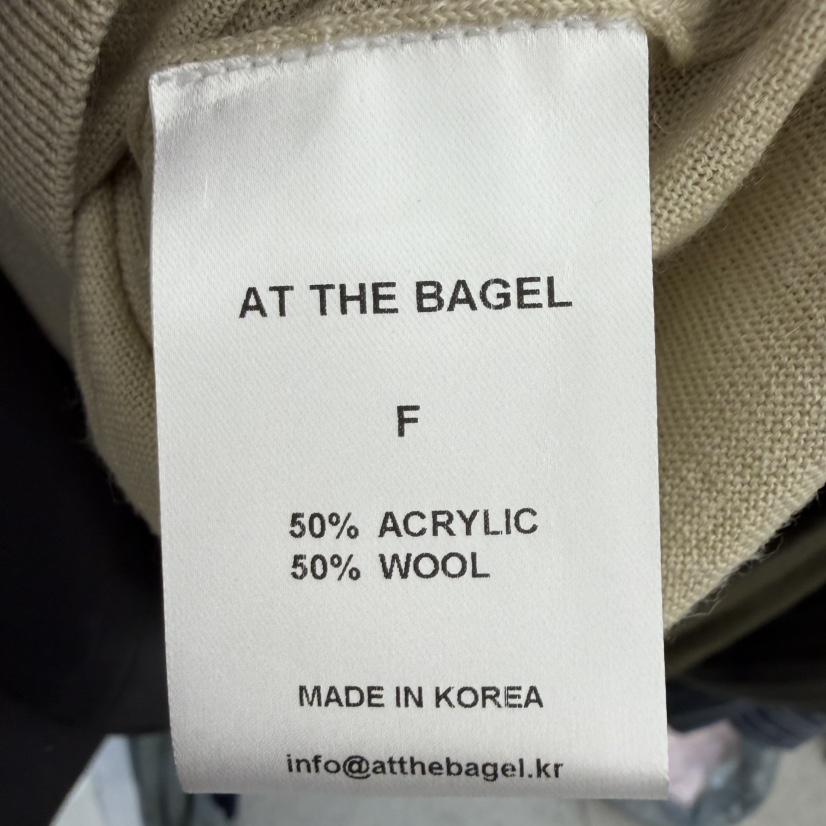 AT THE BAGEL
F
50% ACRYLIC
50% WOOL
MADE IN KOREA
info@atthebagel.kr